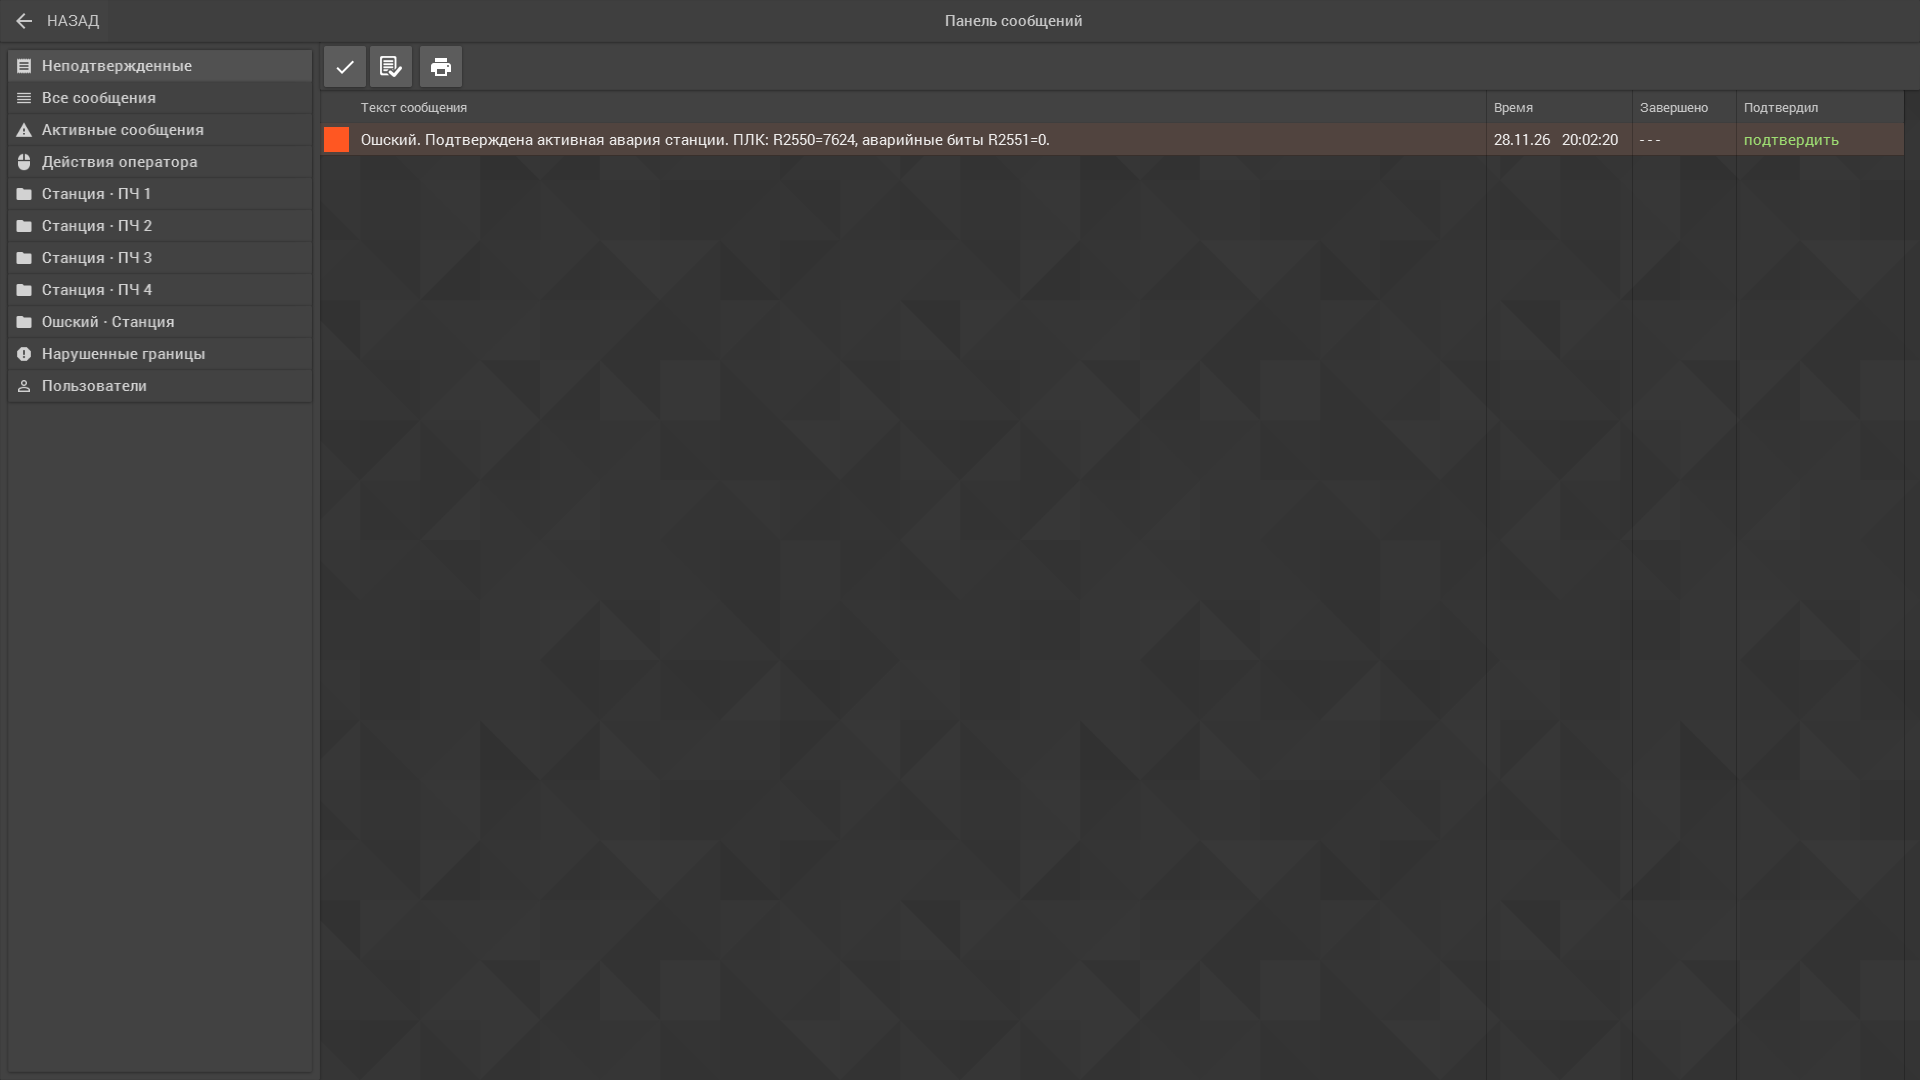 НАЗАД
Панель сообщений
Неподтвержденные
Все сообщения
Активные сообщения
Действия оператора
Станция · ПЧ 1
Станция · ПЧ 2
Станция · ПЧ 3
Станция · ПЧ 4
Ошский · Станция
Нарушенные границы
Пользователи
Текст сообщения Время Завершено Подтвердил
Ошский. Подтверждена активная авария станции. ПЛК: R2550=7624, аварийные биты R2551=0. 28.11.26 20:02:20 --- подтвердить